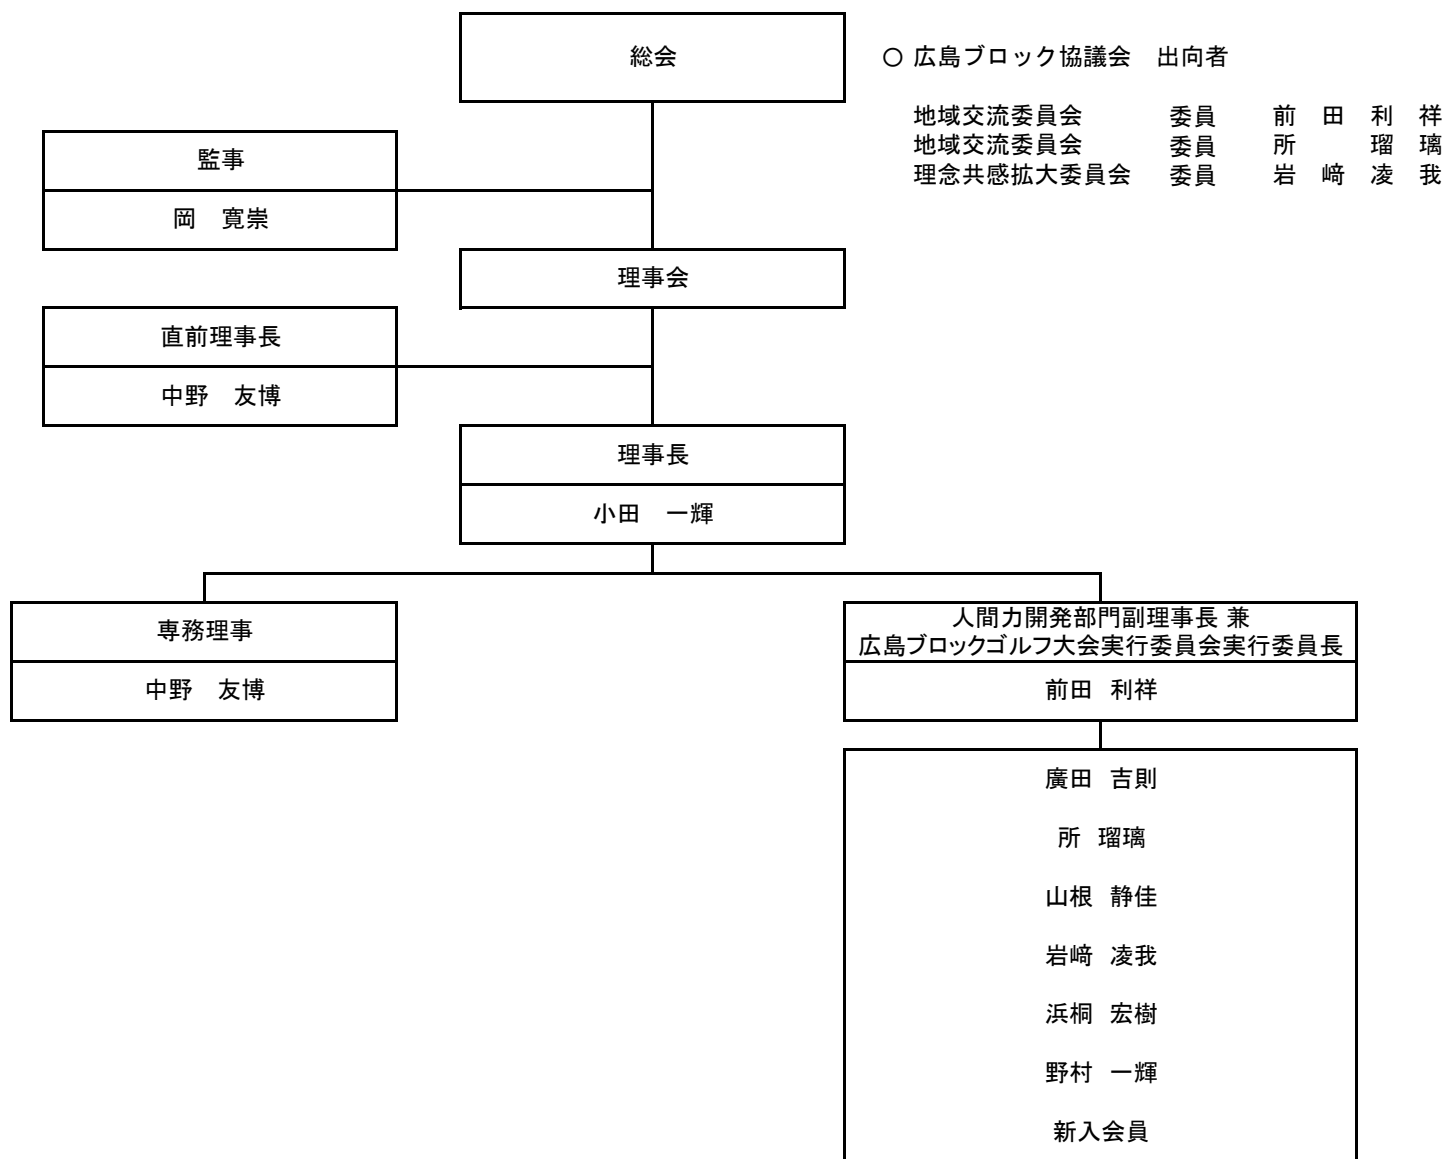 総会
○ 広島ブロック協議会　出向者
地域交流委員会　委員　前　田　利　祥
地域交流委員会　委員　所　　　瑠　璃
理念共感拡大委員会　委員　岩　﨑　凌　我
監事
岡　寛崇
理事会
直前理事長
中野　友博
理事長
小田　一輝
専務理事
中野　友博
人間力開発部門副理事長 兼
広島ブロックゴルフ大会実行委員会実行委員長
前田 利祥
廣田 吉則
所 瑠璃
山根 静佳
岩﨑 凌我
浜桐 宏樹
野村 一輝
新入会員